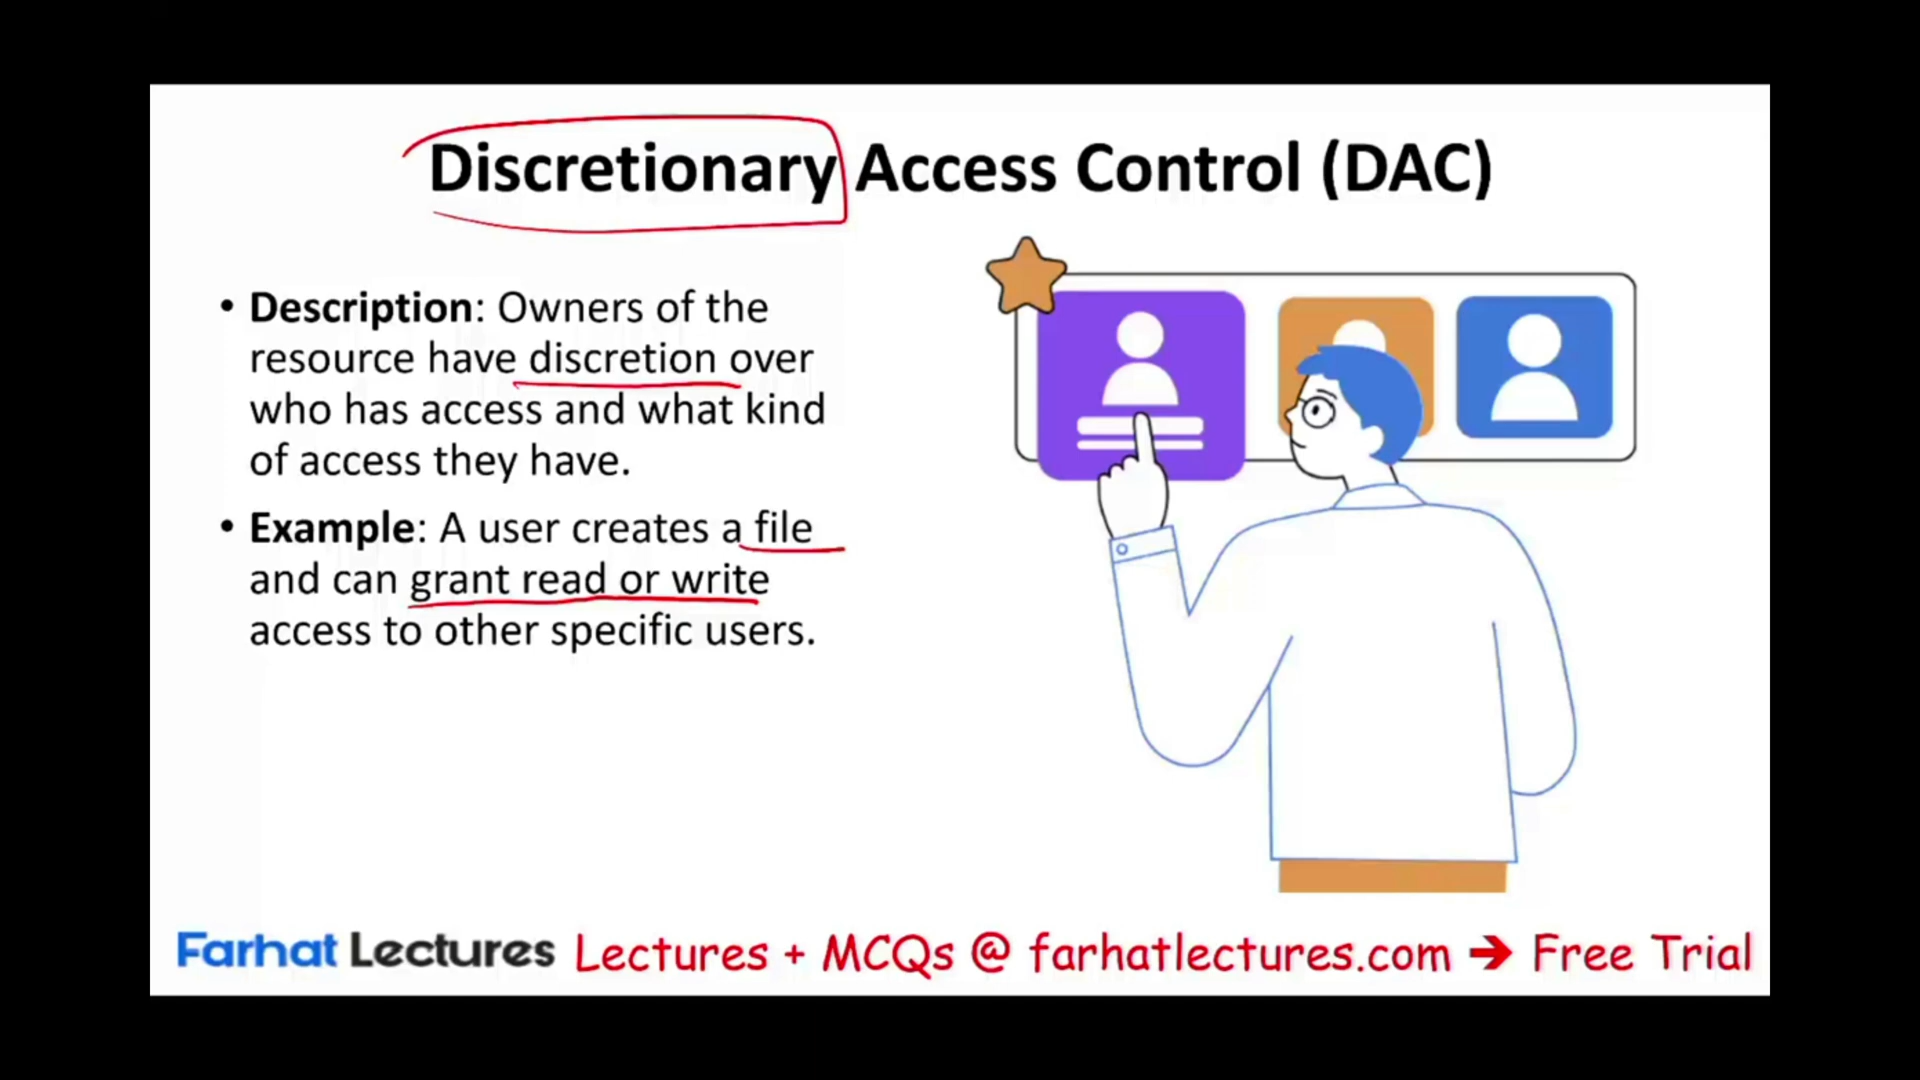 Discretionary Access Control (DAC)
• Description: Owners of the
resource have discretion over
who has access and what kind
of access they have.
• Example: A user creates a file
and can grant read or write
access to other specific users.
Farhat Lectures Lectures + MCQs @ farhatlectures.com ➔ Free Trial